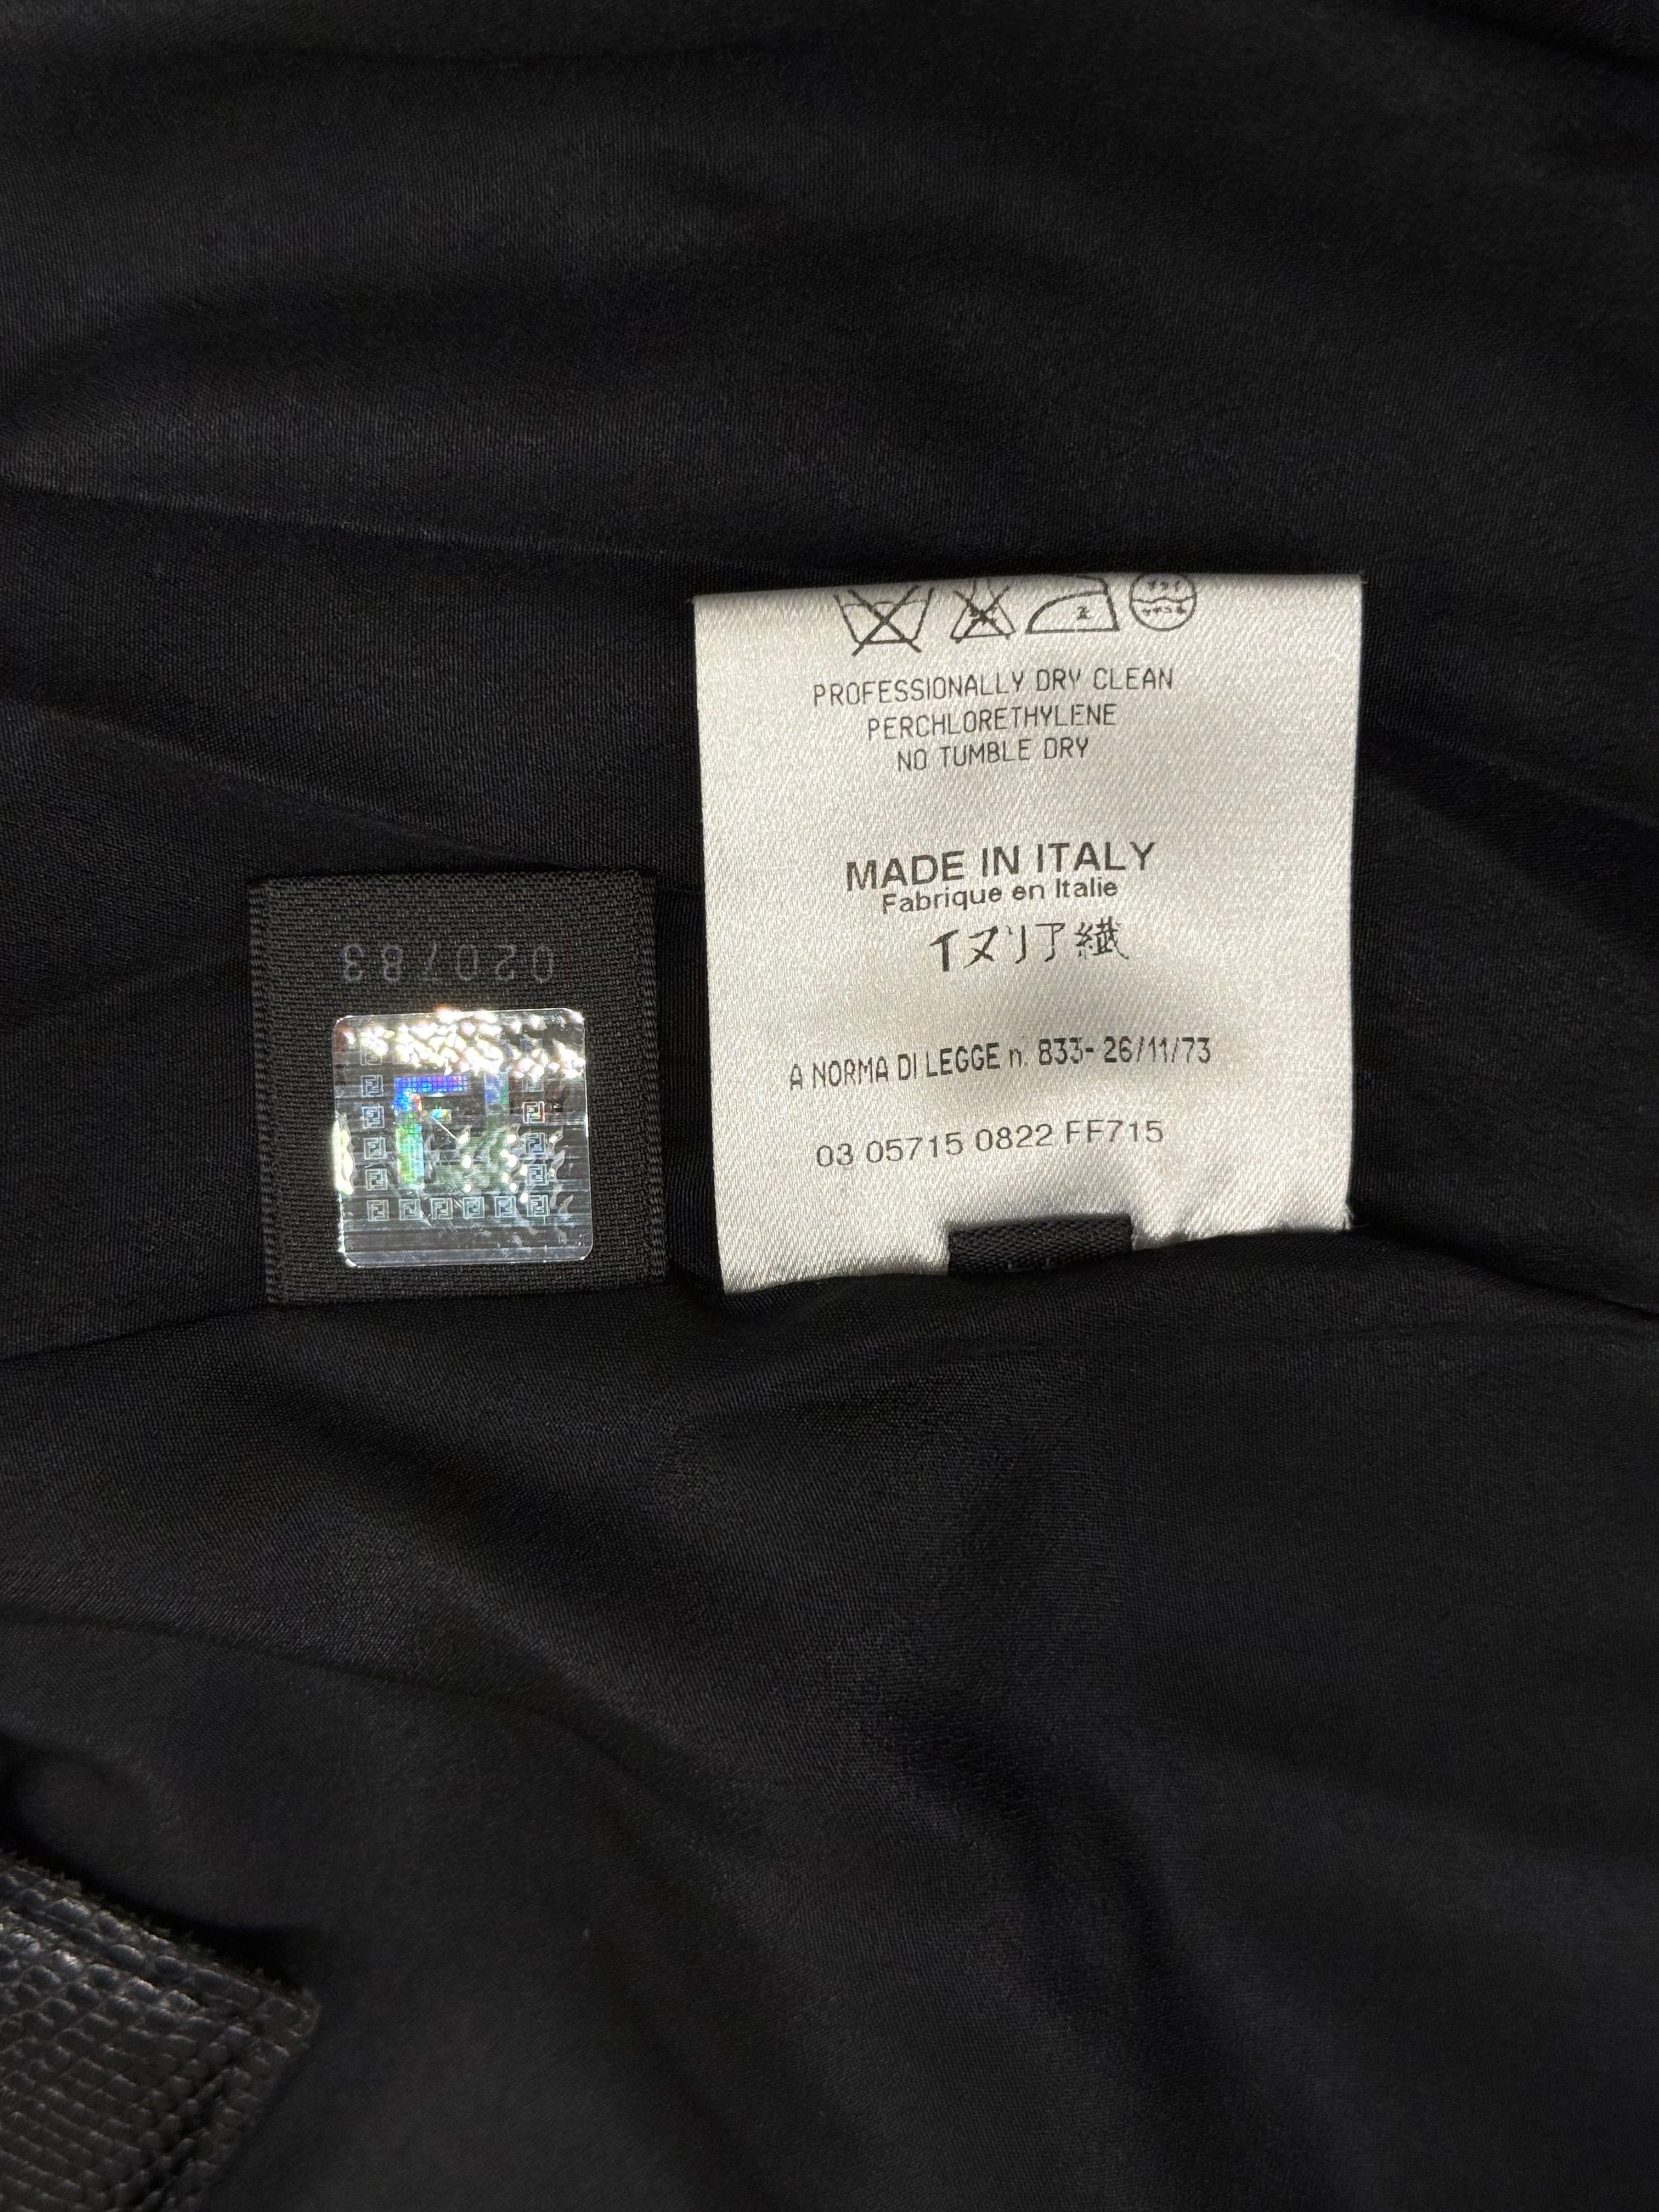 PROFESSIONALLY DRY CLEAN
PERCHLORETHYLENE
NO TUMBLE DRY
MADE IN ITALY
Fabrique en Italie
イヌリア繊
A NORMA DI LEGGE n. 833- 26/11/73
03 05715 0822 FF715
020783